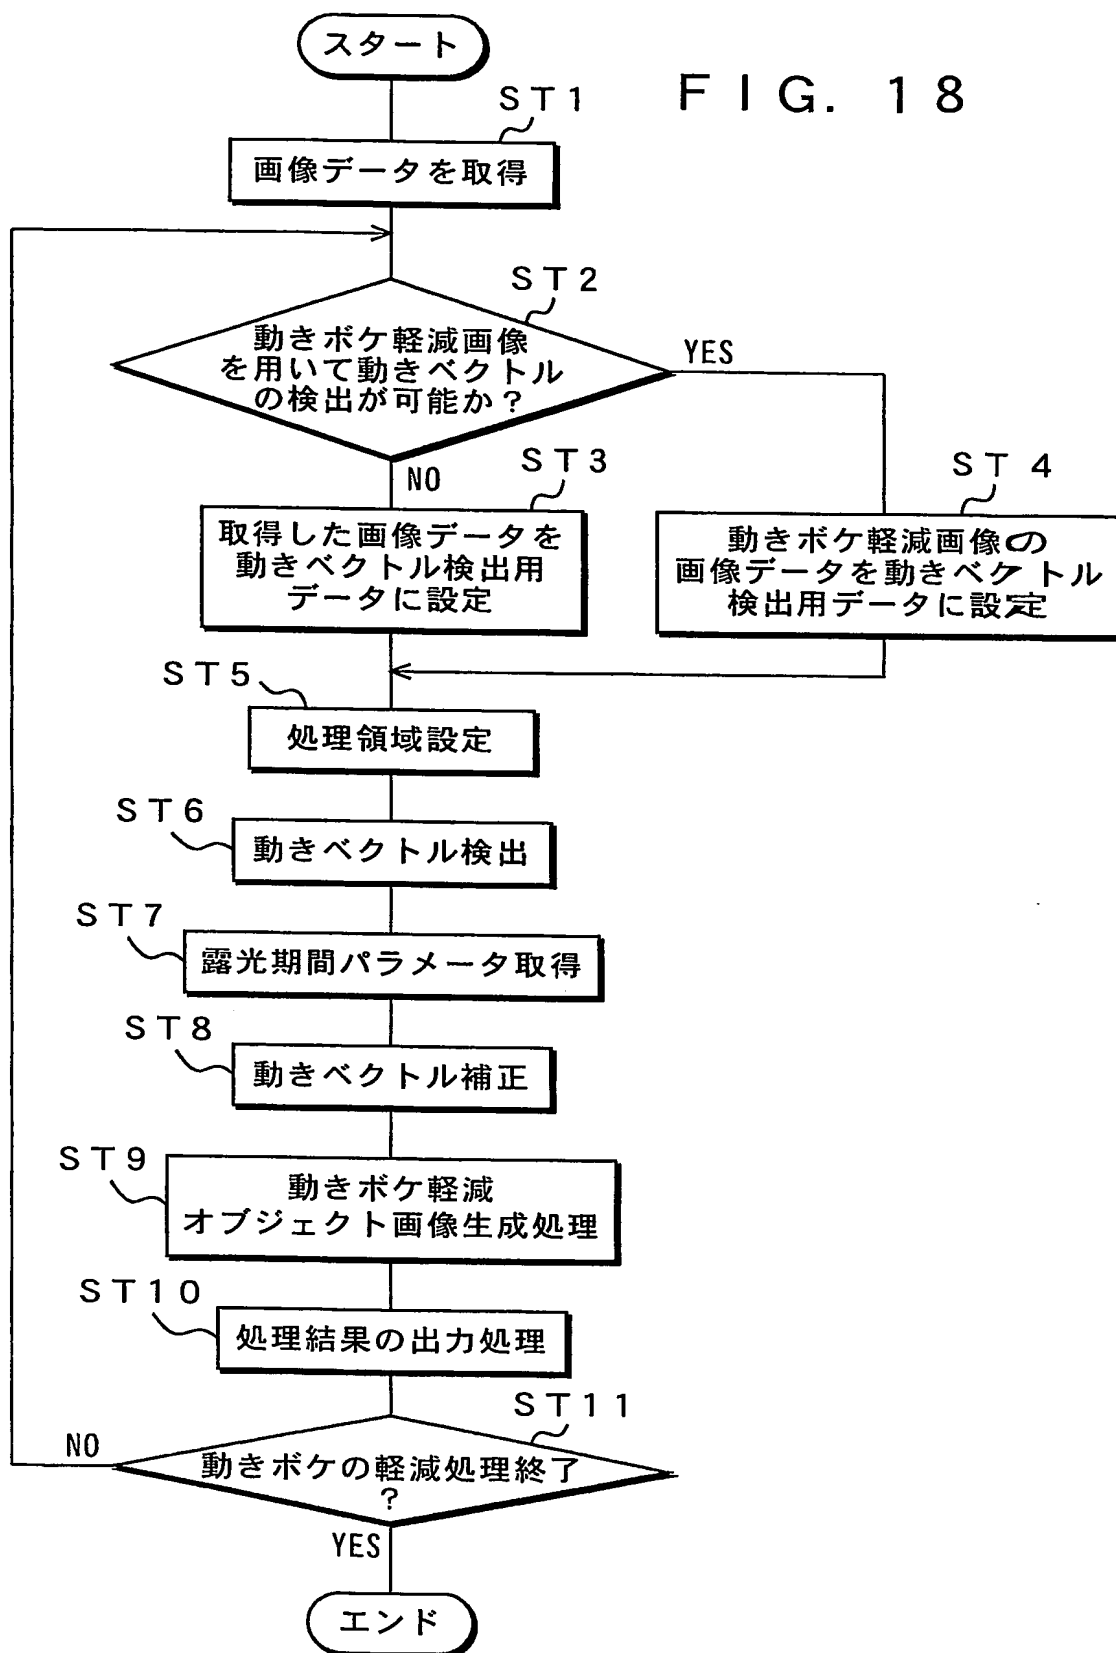 FIG. 18
スタート
ST1
画像データを取得
ST2
動きボケ軽減画像
を用いて動きベクトル
の検出が可能か？
YES
NO
ST3
取得した画像データを
動きベクトル検出用
データに設定
ST4
動きボケ軽減画像の
画像データを動きベクトル
検出用データに設定
ST5
処理領域設定
ST6
動きベクトル検出
ST7
露光期間パラメータ取得
ST8
動きベクトル補正
ST9
動きボケ軽減
オブジェクト画像生成処理
ST10
処理結果の出力処理
ST11
動きボケの軽減処理終了
？
NO
YES
エンド